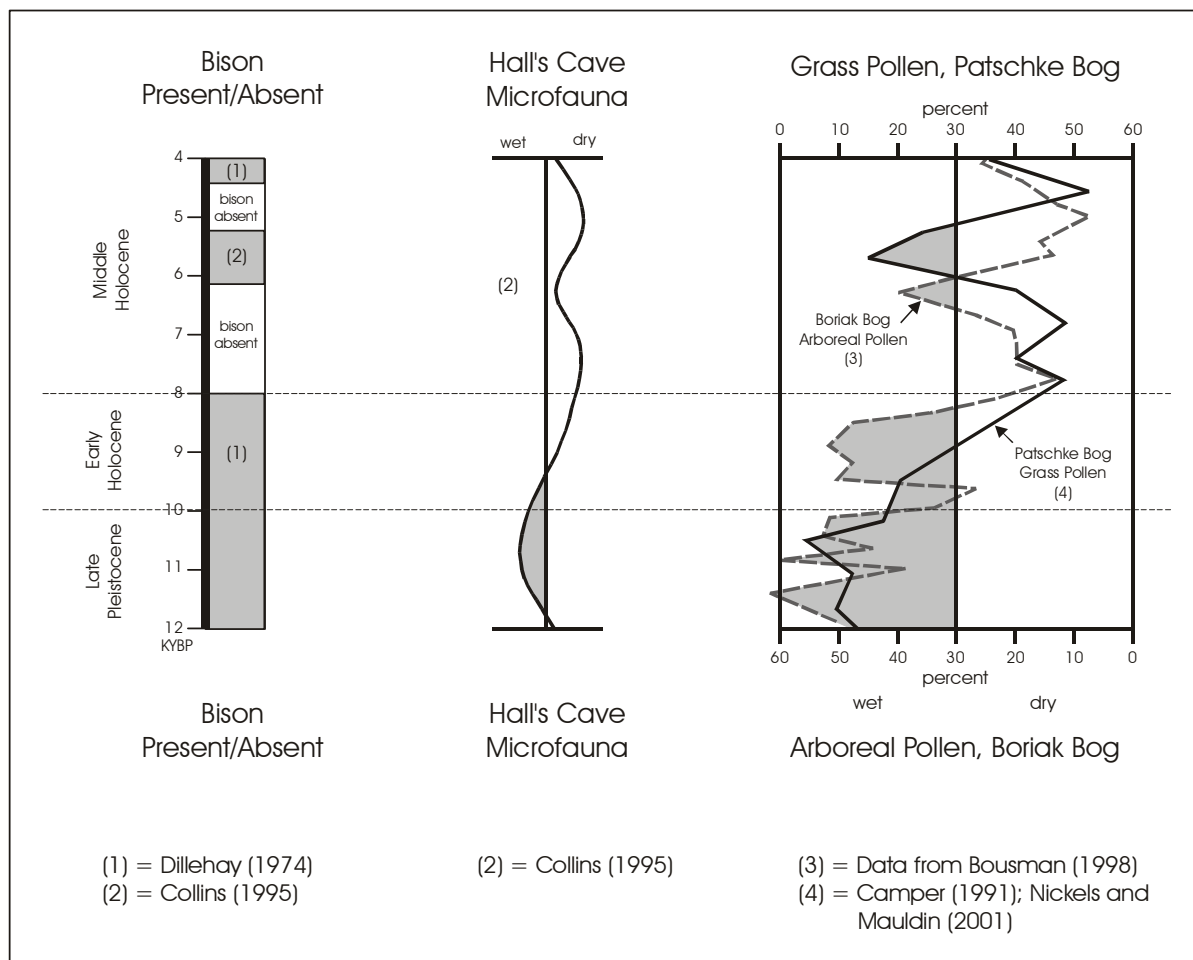 Bison
Present/Absent
Hall's Cave
Microfauna
Grass Pollen, Patschke Bog
percent
0 10 20 30 40 50 60
wet dry
4
5
6
7
8
9
10
11
12
KYBP
Middle
Holocene
Early
Holocene
Late
Pleistocene
(1)
bison
absent
(2)
bison
absent
(1)
(2)
Boriak Bog
Arboreal Pollen
(3)
Patschke Bog
Grass Pollen
(4)
60 50 40 30 20 10 0
percent
wet dry
Bison
Present/Absent
Hall's Cave
Microfauna
Arboreal Pollen, Boriak Bog
(1) = Dillehay (1974)
(2) = Collins (1995)
(2) = Collins (1995)
(3) = Data from Bousman (1998)
(4) = Camper (1991); Nickels and
Mauldin (2001)